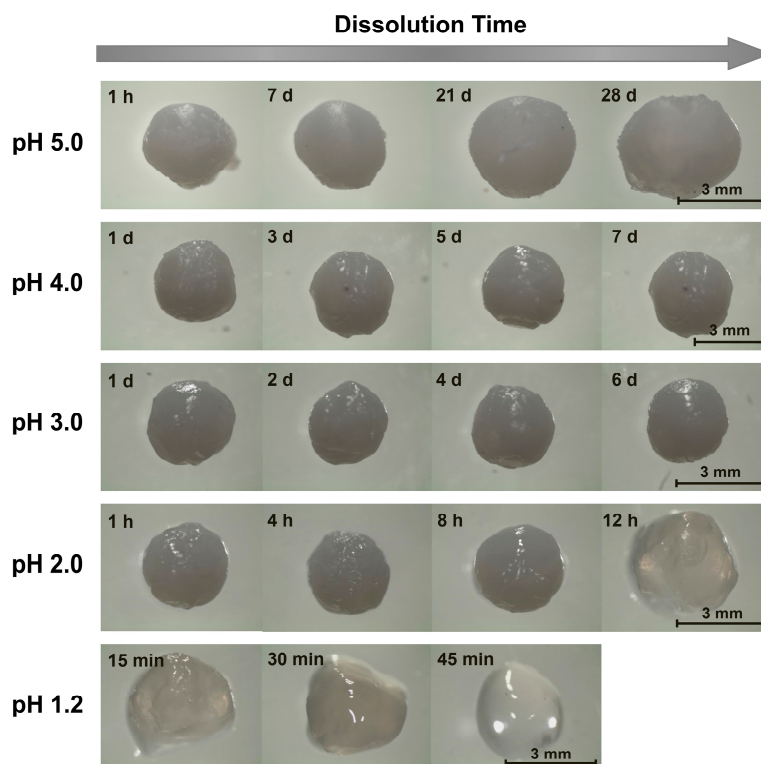 Dissolution Time
pH 5.0
1 h
7 d
21 d
28 d
3 mm
pH 4.0
1 d
3 d
5 d
7 d
3 mm
pH 3.0
1 d
2 d
4 d
6 d
3 mm
pH 2.0
1 h
4 h
8 h
12 h
3 mm
pH 1.2
15 min
30 min
45 min
3 mm